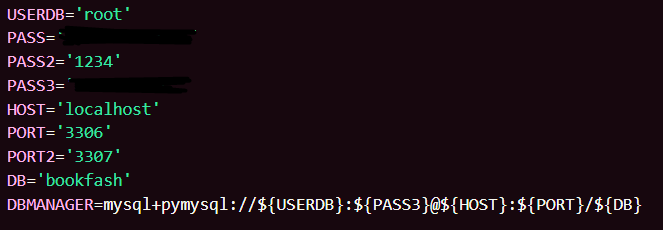 USERDB='root'
PASS='
PASS2='1234'
PASS3='
HOST='localhost'
PORT='3306'
PORT2='3307'
DB='bookfash'
DBMANAGER=mysql+pymysql://${USERDB}:${PASS3}@${HOST}:${PORT}/${DB}